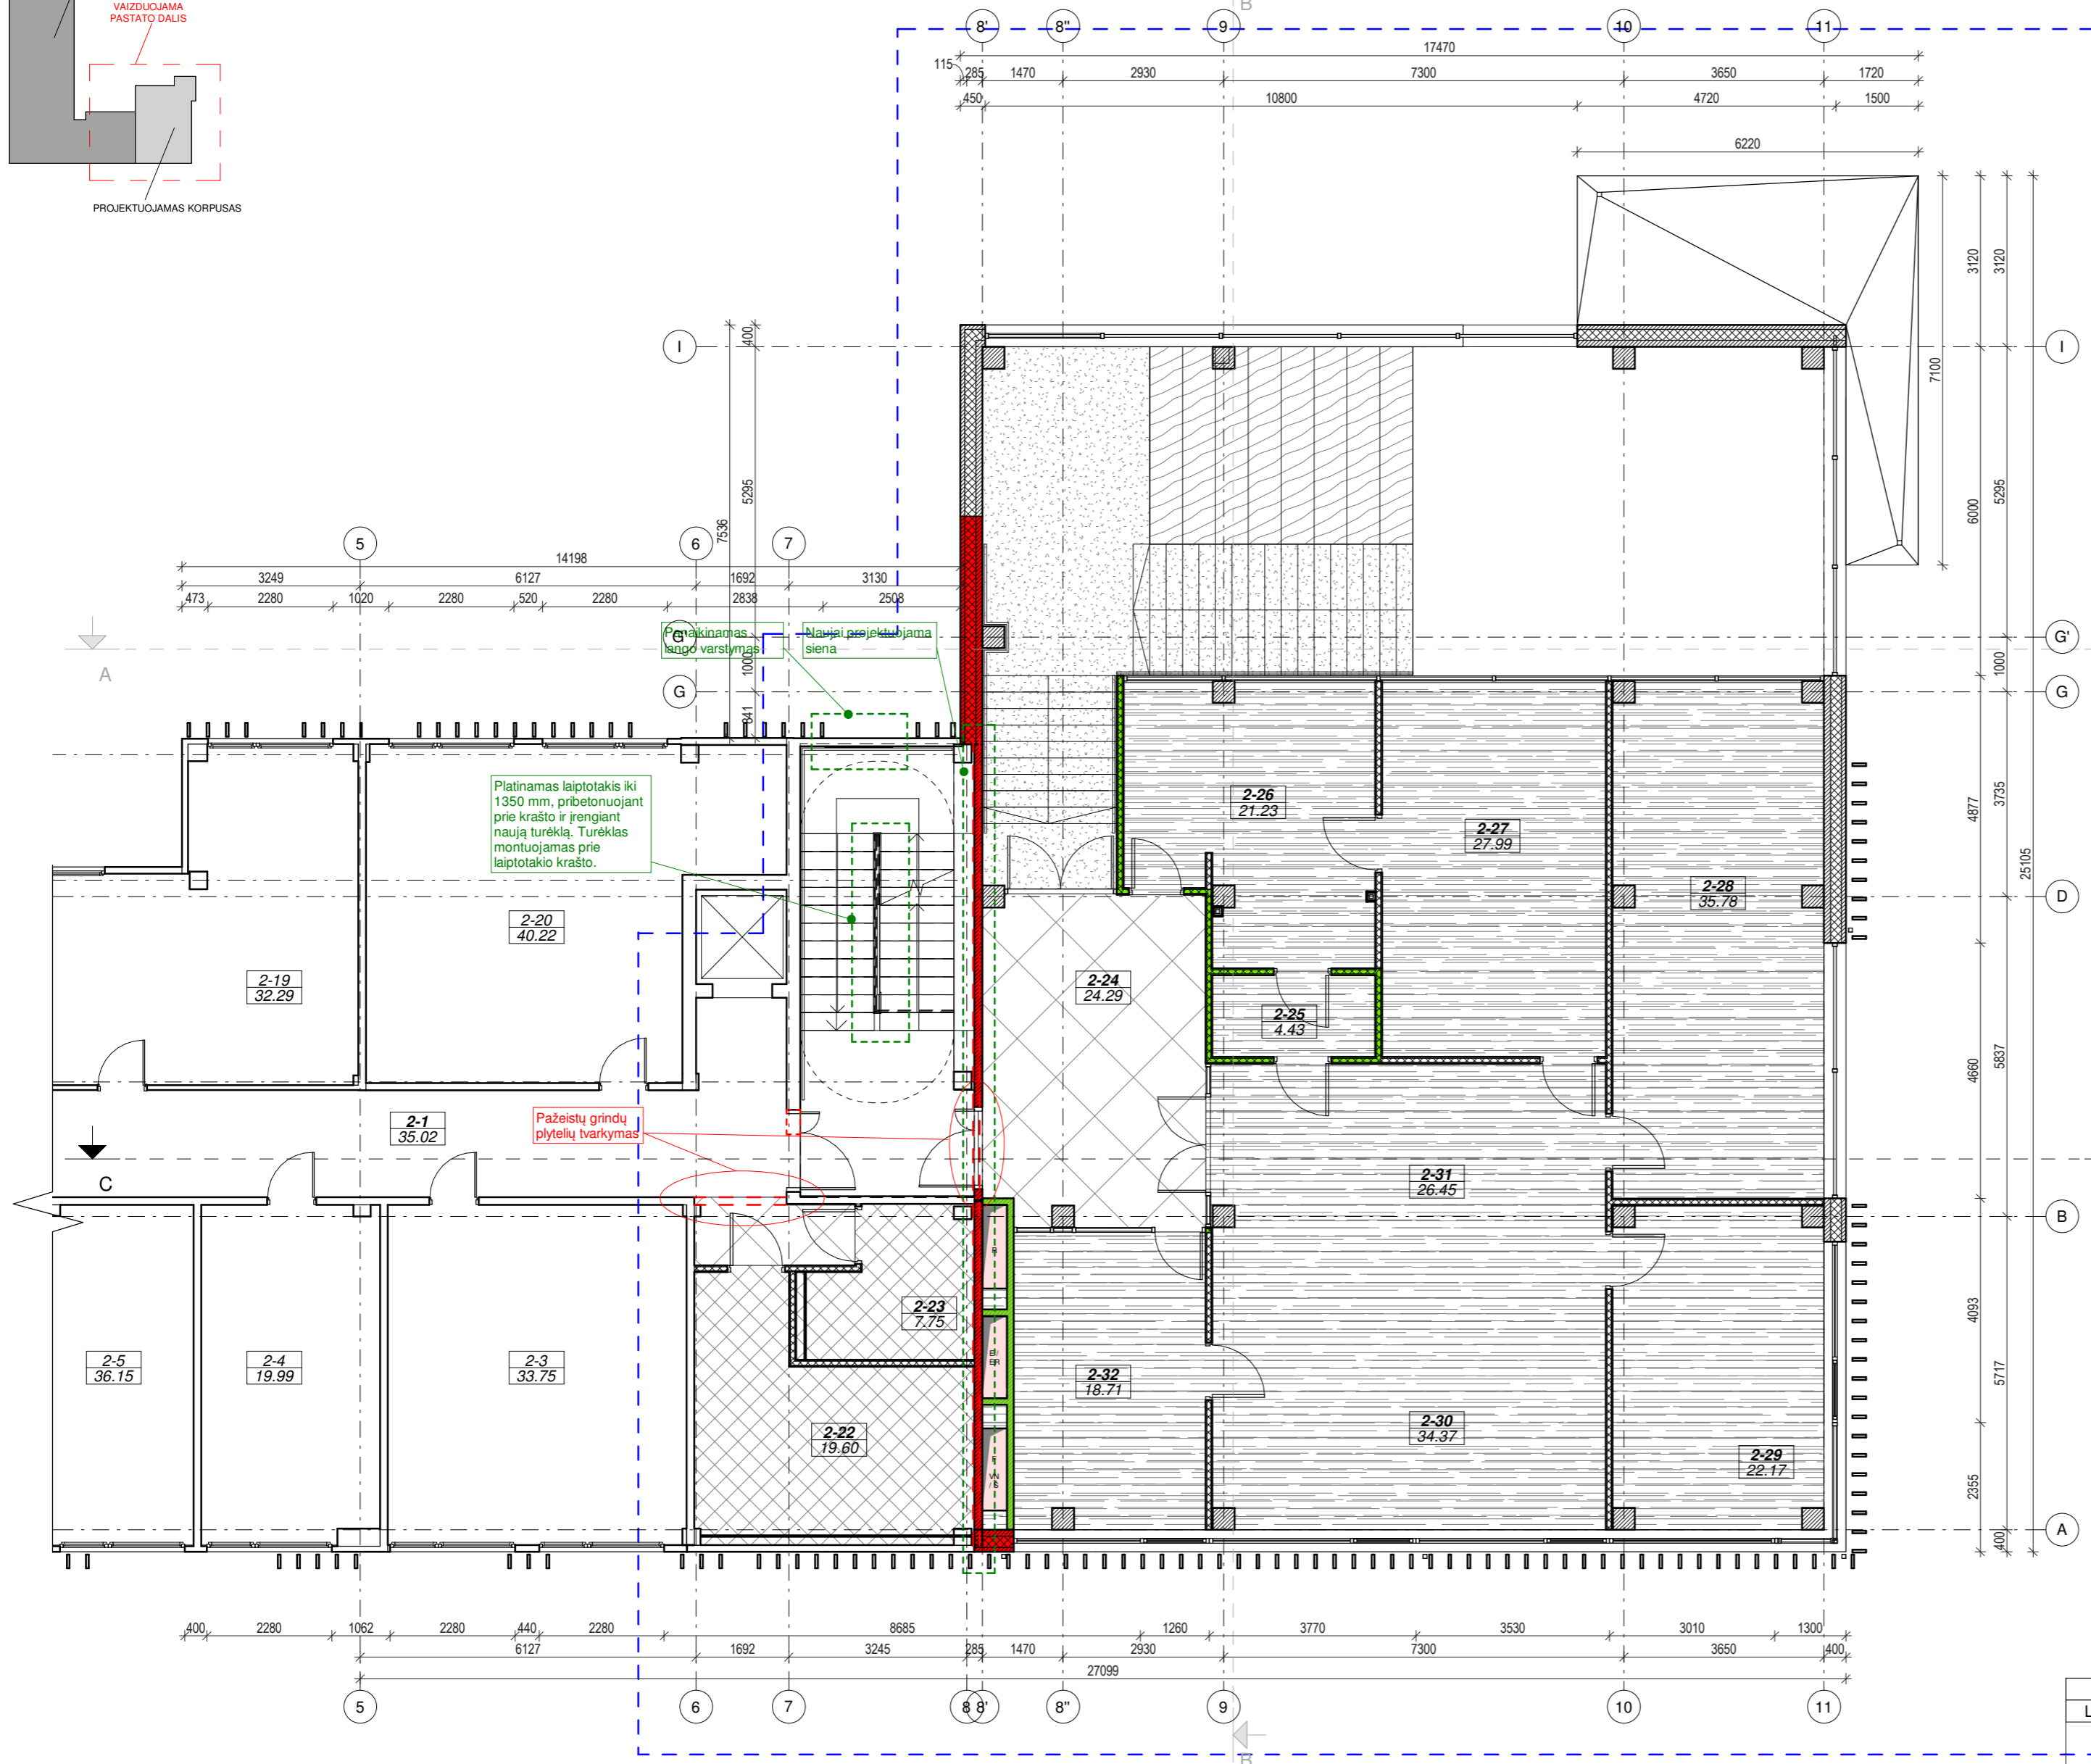 VAIZDUOJAMA
PASTATO DALIS
PROJEKTUOJAMAS KORPUSAS
B
8' 8" 9 10 11
17470
115 285 1470 2930 7300 3650 1720
450 10800 4720 1500
6220
3120 3120
7100
I I
400
5295
7536
6000 5295
25105
5 6 7
14198
3249 6127 1692 3130
473 2280 1020 2280 520 2280 2838 2508
G' G'
Panaikinamas
lango varstymas
Naujai projektuojama
siena
A
1000 1000
G G
841
Platinamas laiptotakis iki
1350 mm, pribetonuojant
prie krašto ir įrengiant
naują turėklą. Turėklas
montuojamas prie
laiptotakio krašto.
4877 3735
2-26
21.23
2-27
27.99
2-28
35.78
D
2-20
40.22
2-19
32.29
2-24
24.29
2-25
4.43
4660 5837
2-1
35.02
Pažeistų grindų
plytelių tvarkymas
C
2-31
26.45
B
2-23
7.75
4093
5717
2-5
36.15
2-4
19.99
2-3
33.75
2-32
18.71
E/
ER
2-22
19.60
2-30
34.37
2-29
22.17
VN
2355
400
A
400 2280 1062 2280 440 2280 8685 1260 3770 3530 3010 1300
6127 1692 3245 285 1470 2930 7300 3650 400
27099
5 6 7 8 8' 8" 9 10 11
B
L